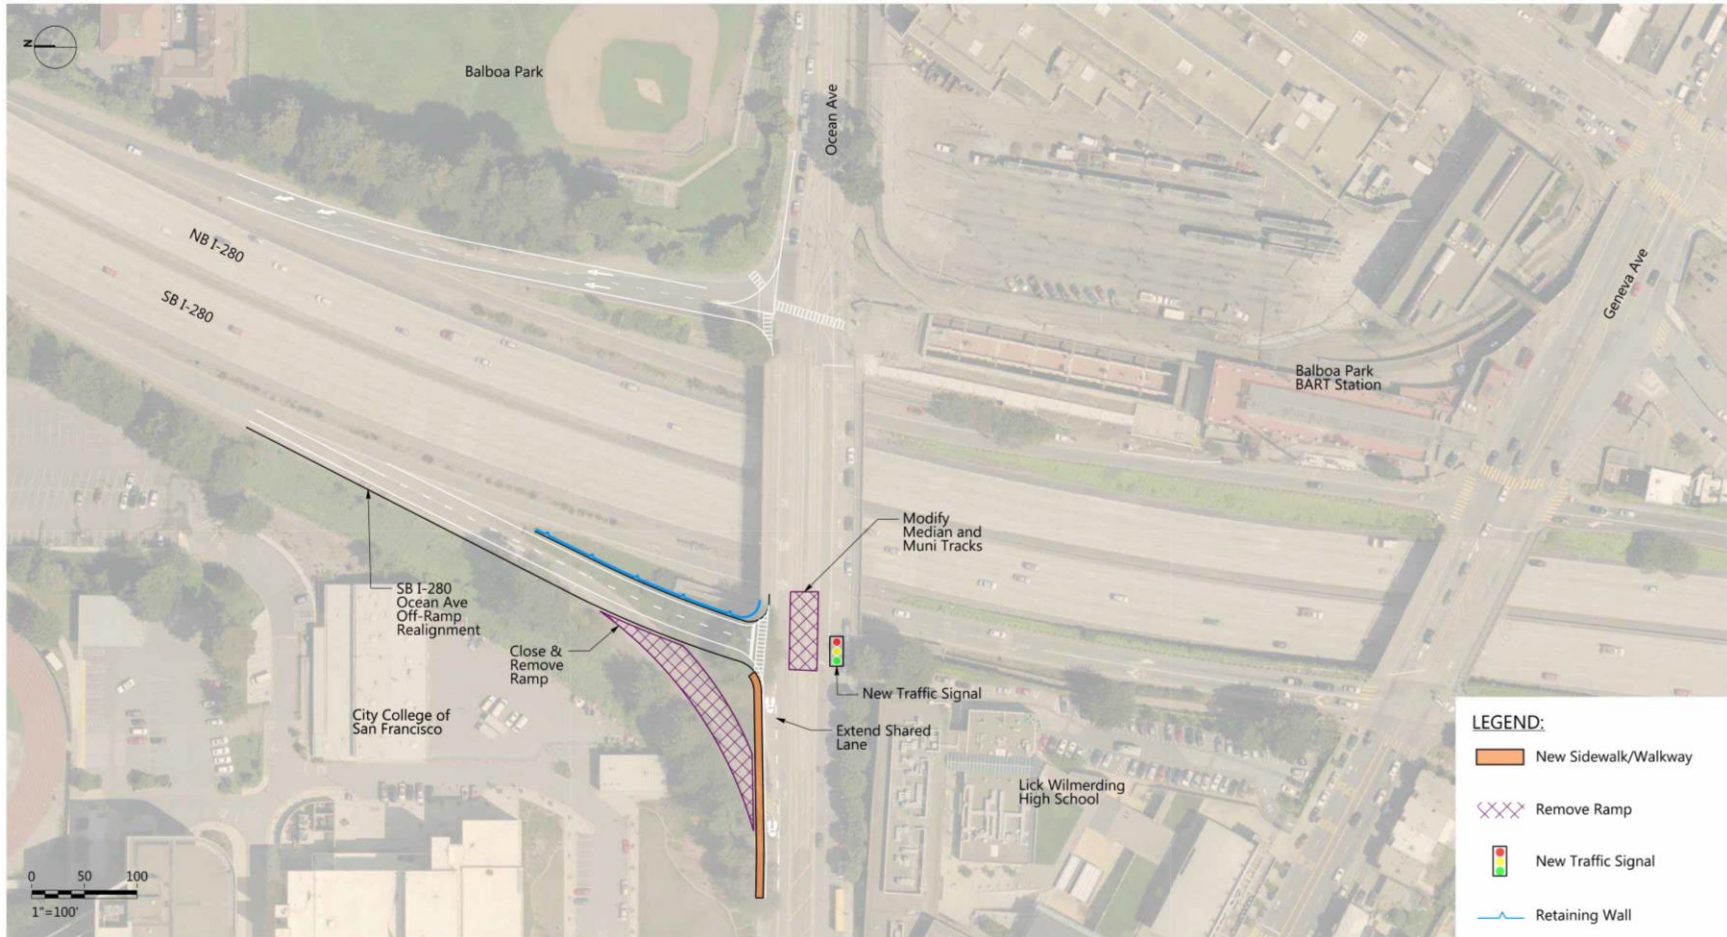 N
Balboa Park
Ocean Ave
NB I-280
SB I-280
Geneva Ave
Balboa Park
BART Station
Modify
Median and
Muni Tracks
SB I-280
Ocean Ave
Off-Ramp
Realignment
Close &
Remove
Ramp
New Traffic Signal
City College of
San Francisco
Extend Shared
Lane
Lick Wilmerding
High School
LEGEND:
New Sidewalk/Walkway
Remove Ramp
New Traffic Signal
Retaining Wall
0 50 100
1"=100'